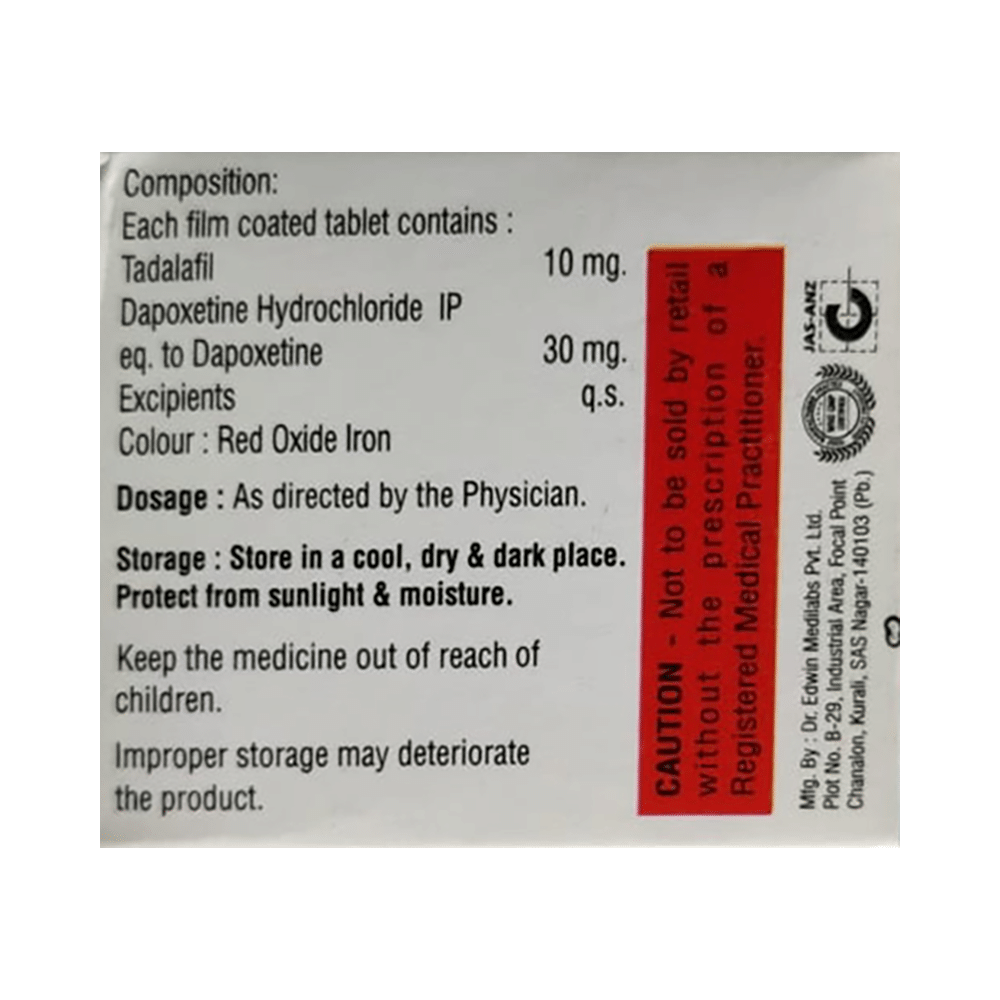 Composition:
Each film coated tablet contains :
Tadalafil 10 mg.
Dapoxetine Hydrochloride IP
eq. to Dapoxetine 30 mg.
Excipients q.s.
Colour : Red Oxide Iron
Dosage : As directed by the Physician.
Storage : Store in a cool, dry & dark place.
Protect from sunlight & moisture.
Keep the medicine out of reach of
children.
Improper storage may deteriorate
the product.
CAUTION - Not to be sold by retail
without the prescription of a
Registered Medical Practitioner.
JAS-ANZ
Mfg. By : Dr. Edwin Medilabs Pvt. Ltd.
Plot No. B-29, Industrial Area, Focal Point
Chanalon, Kurali, SAS Nagar-140103 (Pb.)